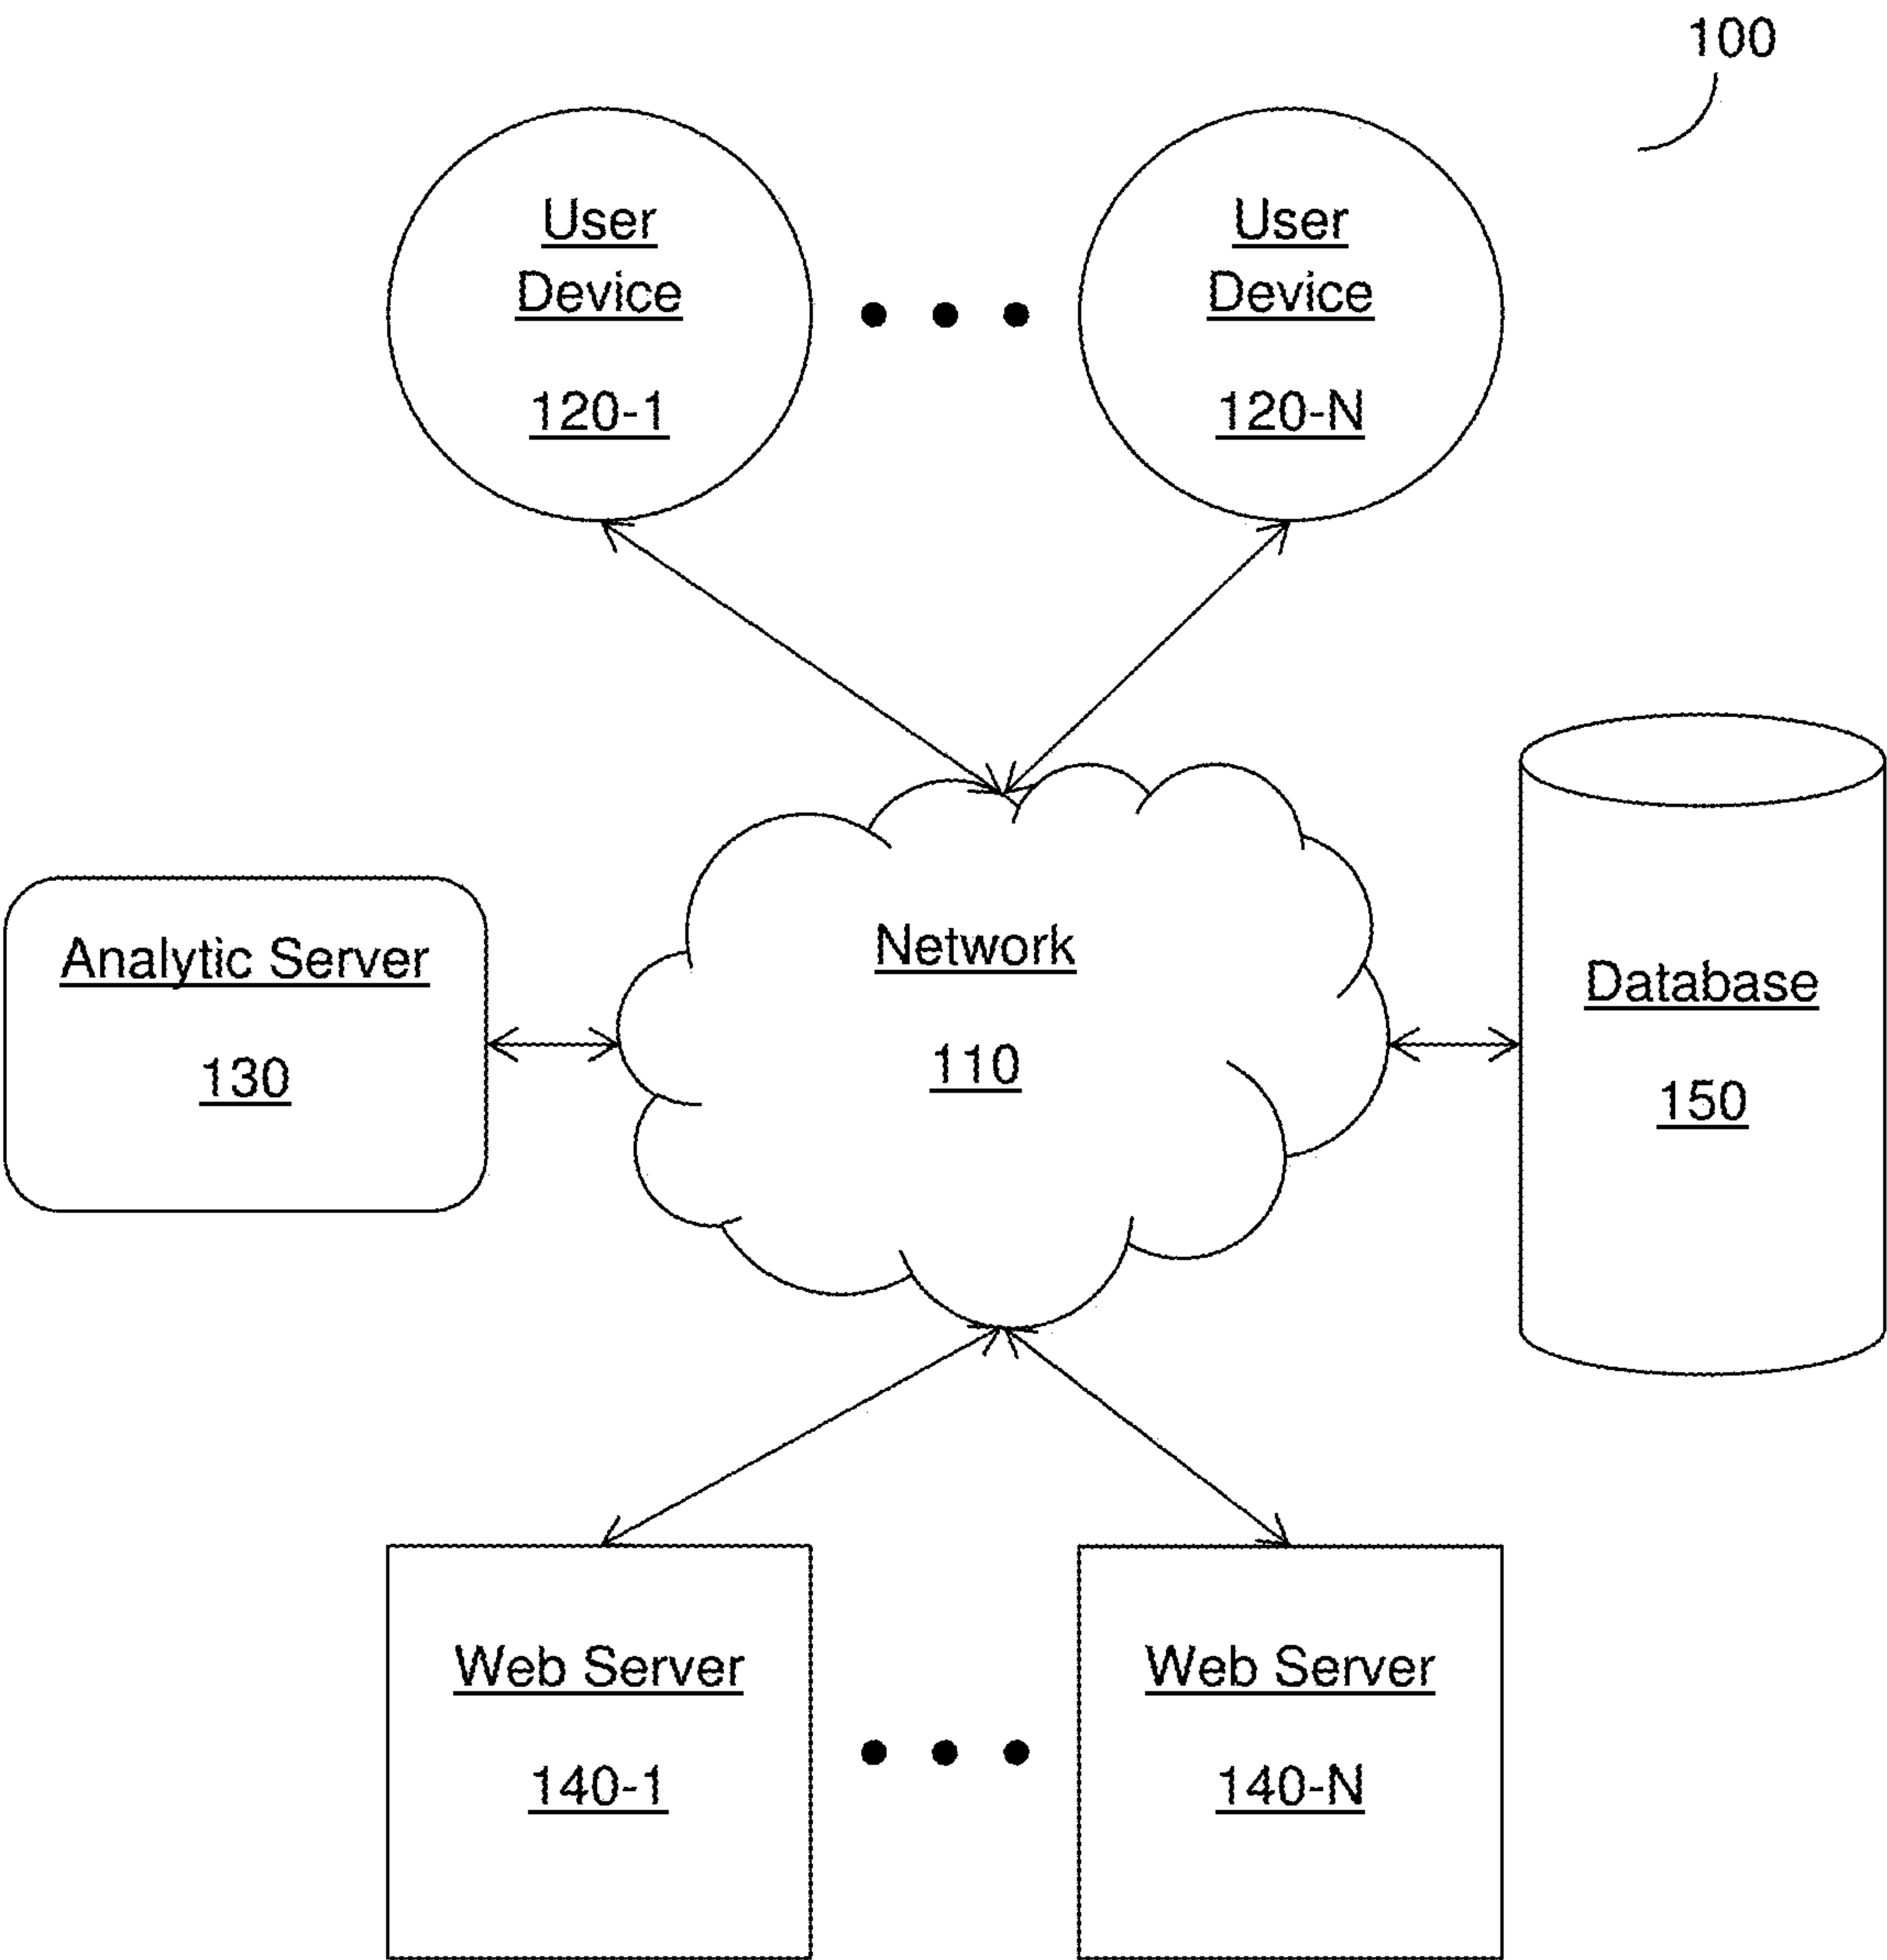 100
User
Device
120-1
User
Device
120-N
Analytic Server
130
Network
110
Database
150
Web Server
140-1
Web Server
140-N